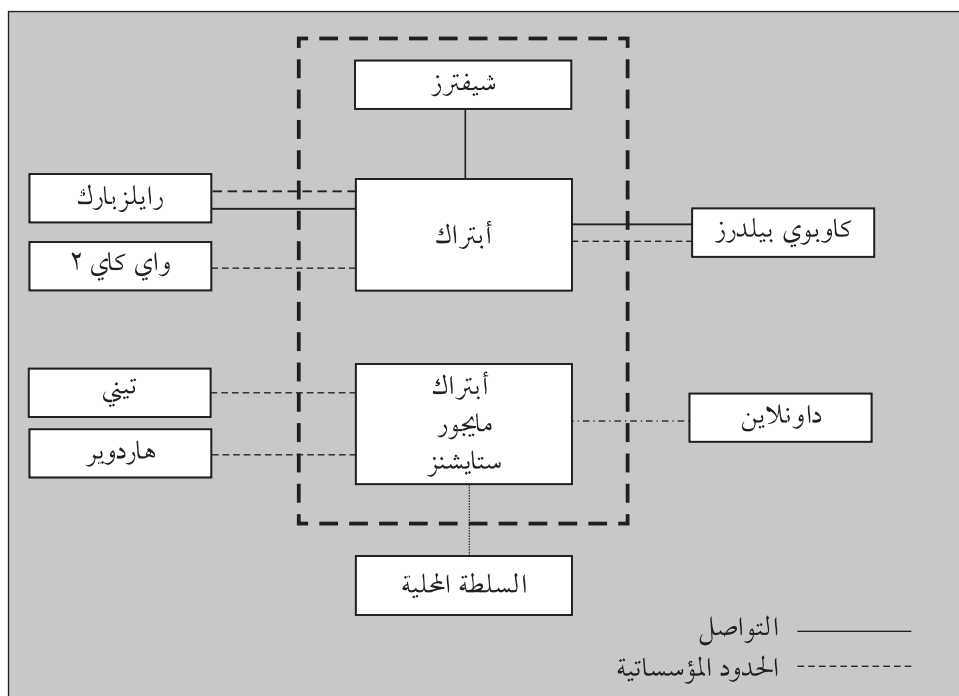 شيفترز
رايلزبارك
أبتراك
كاوبوي بيلدرز
واي كاي ٢
تيني
أبتراك
مايجور
ستايشنز
داونلاين
هاردوير
السلطة المحلية
التواصل
الحدود المؤسساتية